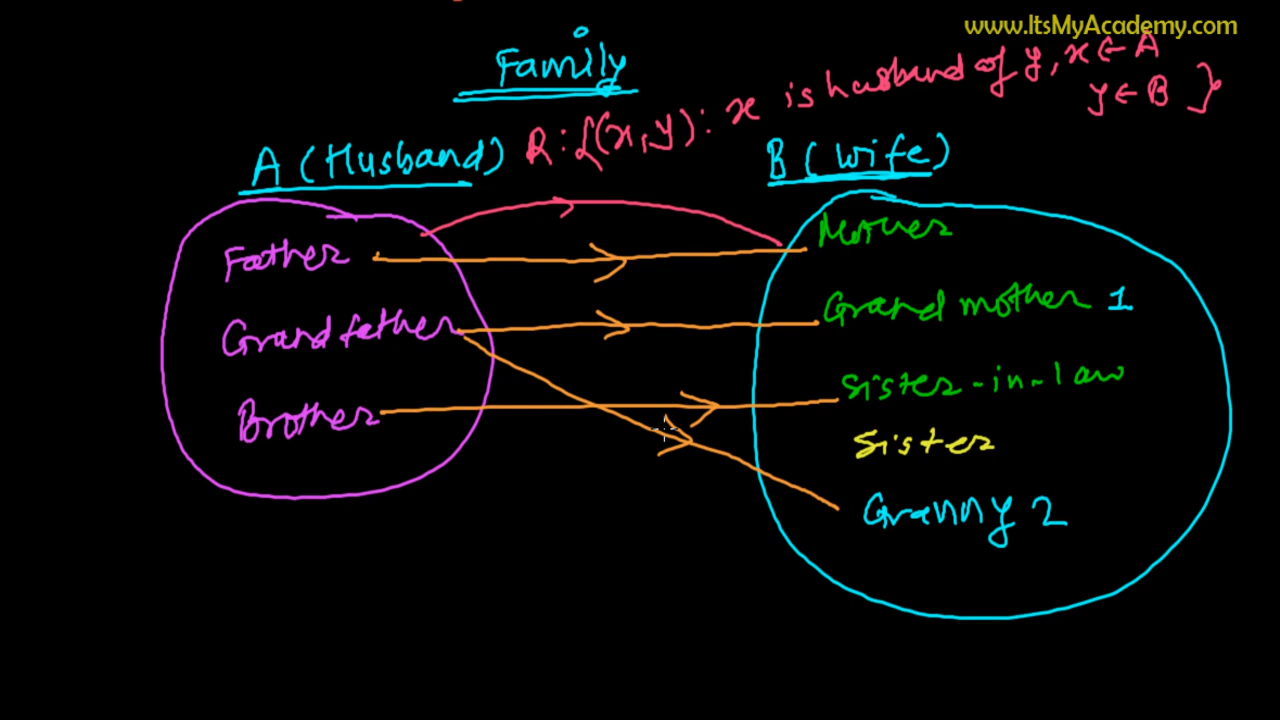 www.ItsMyAcademy.com
Family
R : {(x, y) : x is husband of y, x ∈ A
y ∈ B }
A (Husband)
B (Wife)
Father
Mother
Grandfather
Grand mother 1
Brother
Sister-in-law
Sister
Granny 2